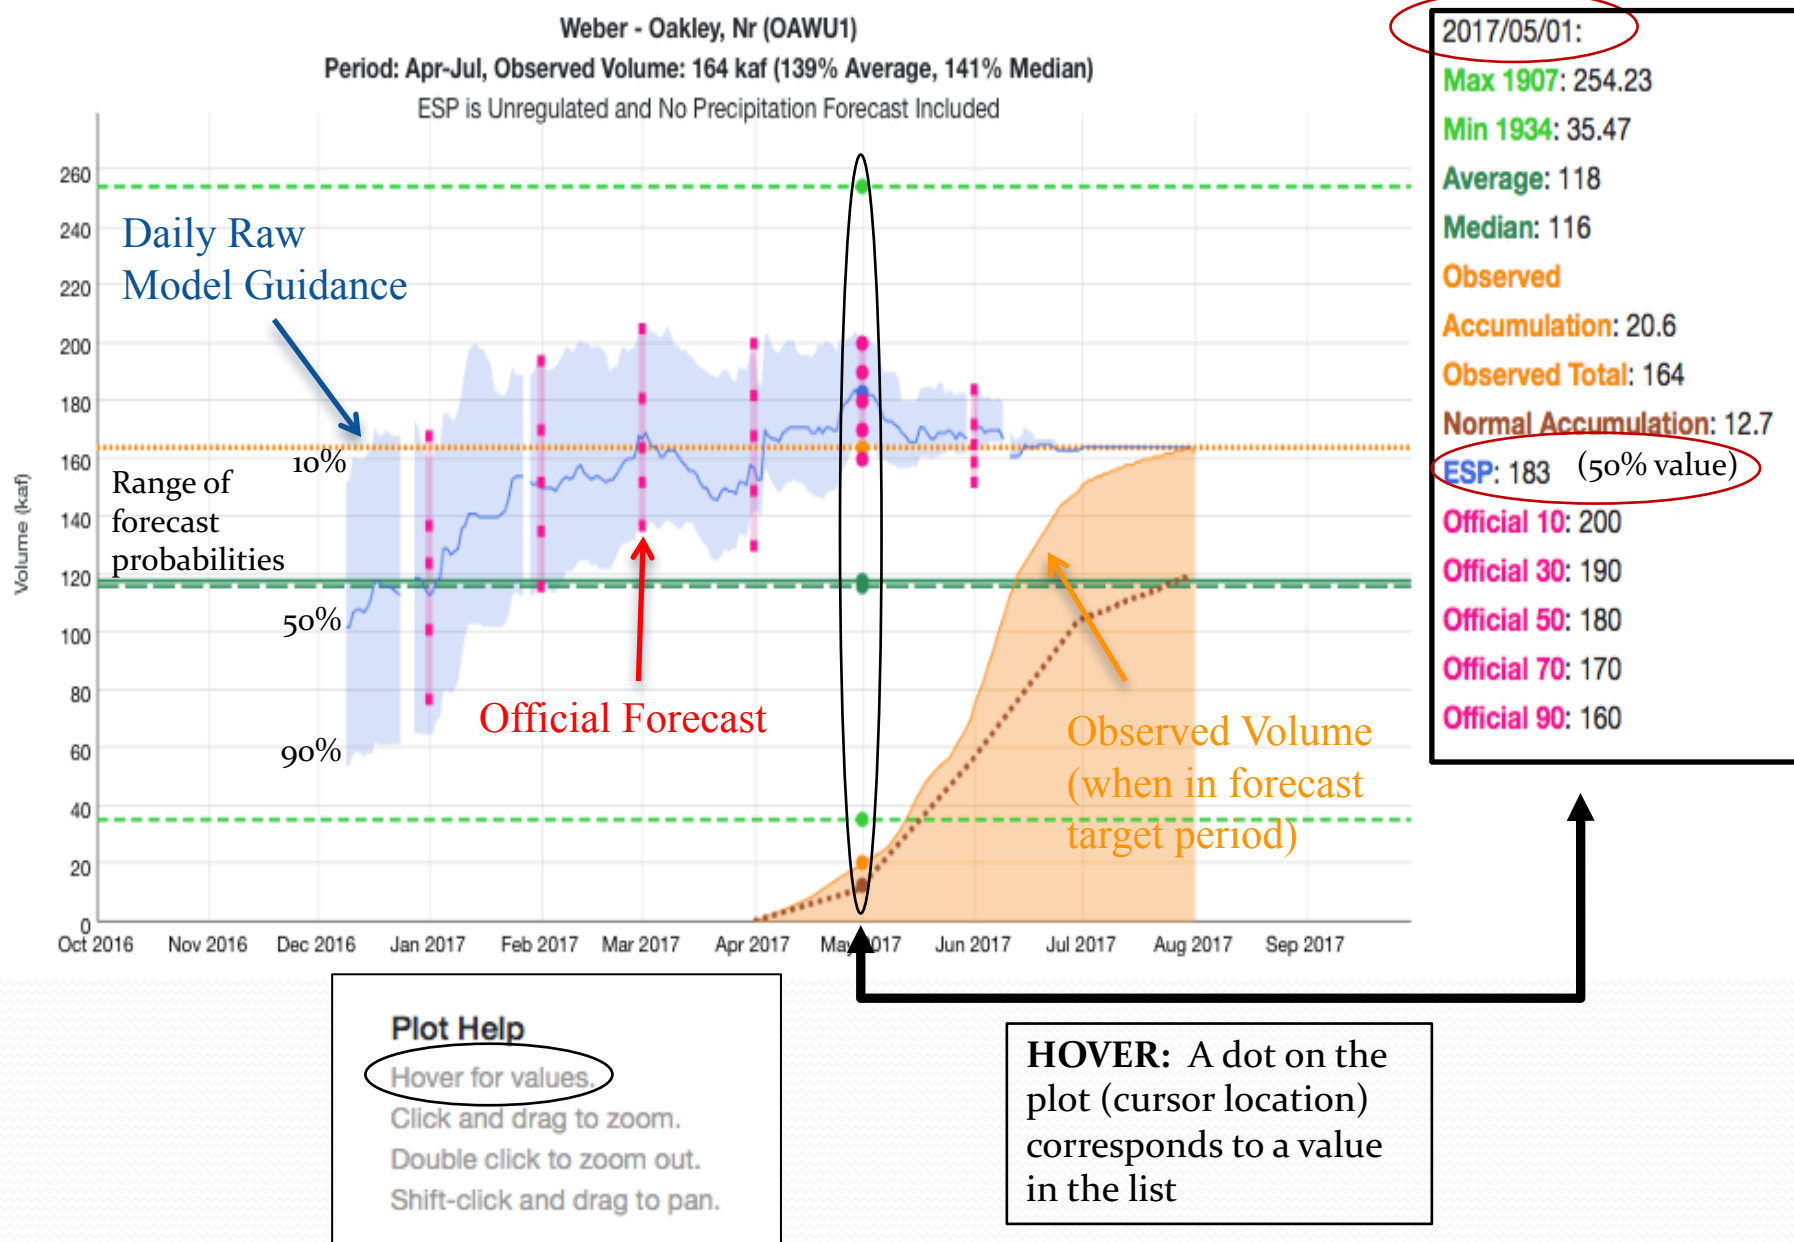 Weber - Oakley, Nr (OAWU1)
Period: Apr-Jul, Observed Volume: 164 kaf (139% Average, 141% Median)
ESP is Unregulated and No Precipitation Forecast Included
Volume (kaf)
260
240
220
200
180
160
140
120
100
80
60
40
20
0
Oct 2016
Nov 2016
Dec 2016
Jan 2017
Feb 2017
Mar 2017
Apr 2017
May 2017
Jun 2017
Jul 2017
Aug 2017
Sep 2017
Daily Raw
Model Guidance
10%
Range of
forecast
probabilities
50%
90%
Official Forecast
Observed Volume
(when in forecast
target period)
2017/05/01:
Max 1907: 254.23
Min 1934: 35.47
Average: 118
Median: 116
Observed
Accumulation: 20.6
Observed Total: 164
Normal Accumulation: 12.7
ESP: 183 (50% value)
Official 10: 200
Official 30: 190
Official 50: 180
Official 70: 170
Official 90: 160
Plot Help
Hover for values.
Click and drag to zoom.
Double click to zoom out.
Shift-click and drag to pan.
HOVER: A dot on the
plot (cursor location)
corresponds to a value
in the list